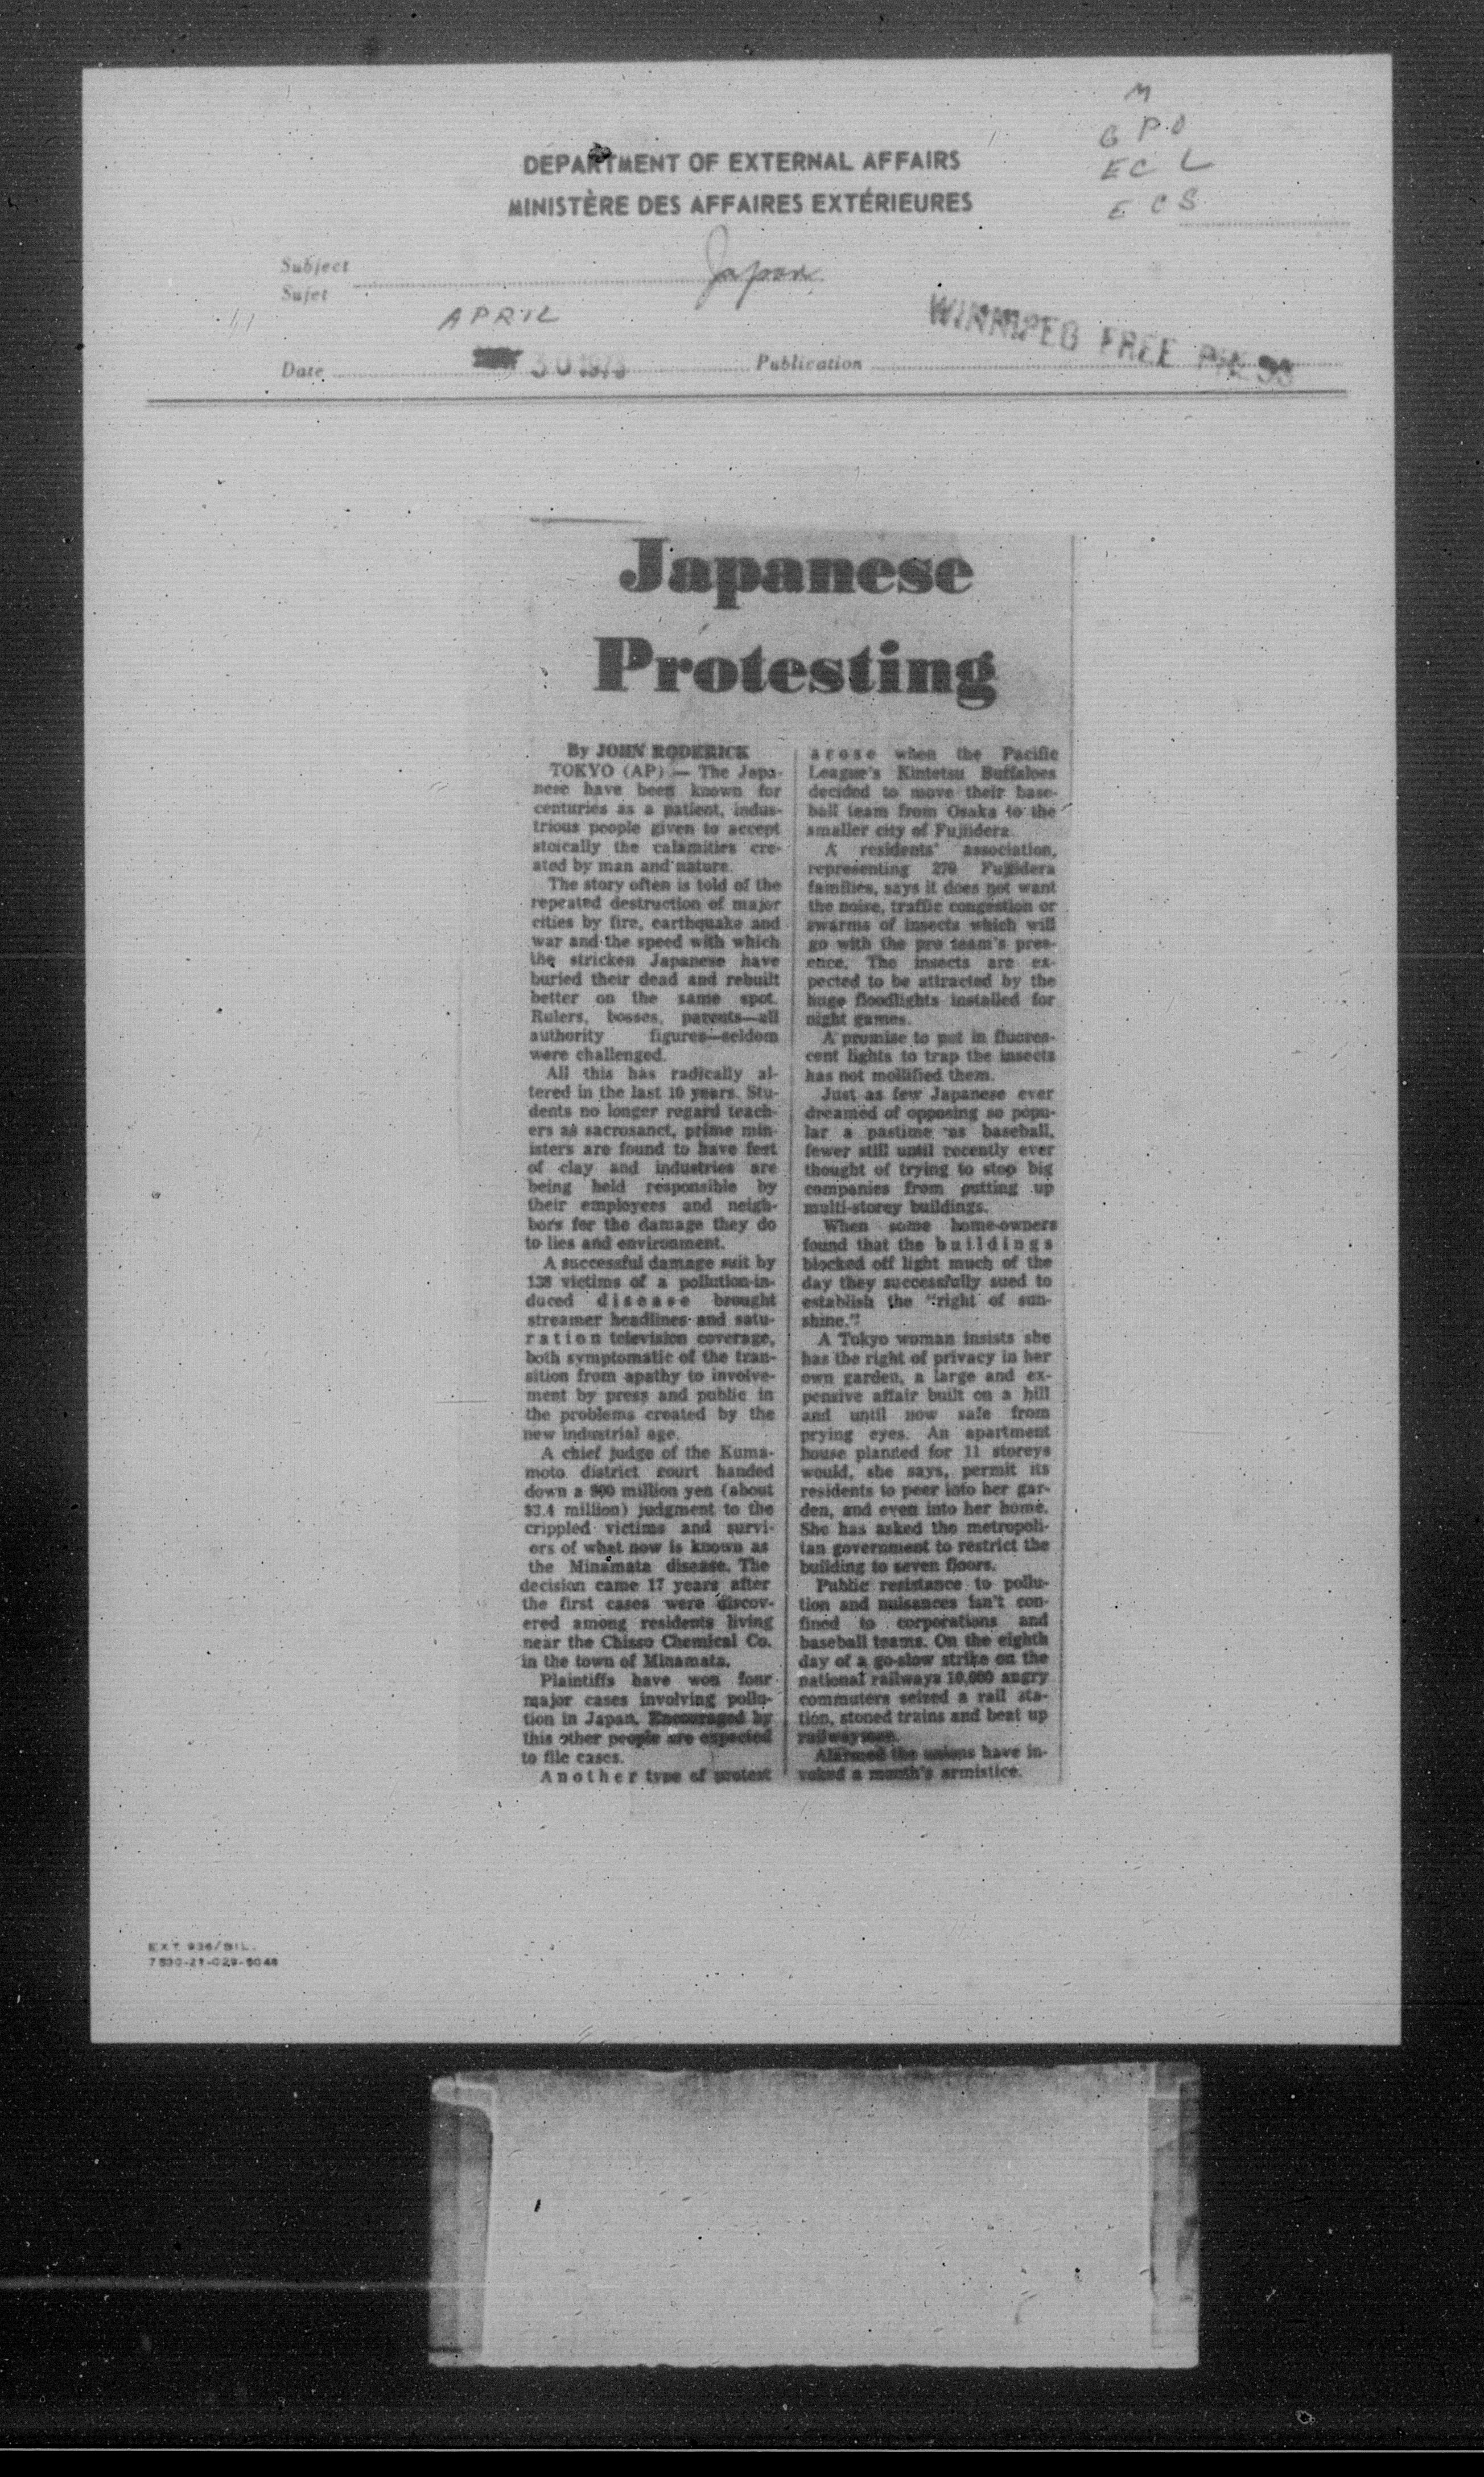 M
G P O
E C L
E C S
DEPARTMENT OF EXTERNAL AFFAIRS
MINISTÈRE DES AFFAIRES EXTÉRIEURES
Subject
Sujet
Japan
APRIL
WINNIPEG FREE PRESS
Date
30 1973
Publication
Japanese
Protesting
By JOHN RODERICK
TOKYO (AP) — The Japa-
nese have been known for
centuries as a patient, indus-
trious people given to accept
stoically the calamities cre-
ated by man and nature.
The story often is told of the
repeated destruction of major
cities by fire, earthquake and
war and the speed with which
the stricken Japanese have
buried their dead and rebuilt
better on the same spot.
Rulers, bosses, parents—all
authority figures—seldom
were challenged.
All this has radically al-
tered in the last 10 years. Stu-
dents no longer regard teach-
ers as sacrosanct, prime min-
isters are found to have feet
of clay and industries are
being held responsible by
their employees and neigh-
bors for the damage they do
to lies and environment.
A successful damage suit by
138 victims of a pollution-in-
duced disease brought
streamer headlines and satu-
ration television coverage,
both symptomatic of the tran-
sition from apathy to involve-
ment by press and public in
the problems created by the
new industrial age.
A chief judge of the Kuma-
moto district court handed
down a 900 million yen (about
$3.4 million) judgment to the
crippled victims and survi-
ors of what now is known as
the Minamata disease. The
decision came 17 years after
the first cases were discov-
ered among residents living
near the Chisso Chemical Co.
in the town of Minamata.
Plaintiffs have won four
major cases involving pollu-
tion in Japan. Encouraged by
this other people are expected
to file cases.
Another type of protest
arose when the Pacific
League's Kintetsu Buffaloes
decided to move their base-
ball team from Osaka to the
smaller city of Fujiidera.
A residents' association,
representing 270 Fujiidera
families, says it does not want
the noise, traffic congestion or
swarms of insects which will
go with the pro team's pres-
ence. The insects are ex-
pected to be attracted by the
huge floodlights installed for
night games.
A promise to put in fluores-
cent lights to trap the insects
has not mollified them.
Just as few Japanese ever
dreamed of opposing so popu-
lar a pastime as baseball,
fewer still until recently ever
thought of trying to stop big
companies from putting up
multi-storey buildings.
When some home-owners
found that the buildings
blocked off light much of the
day they successfully sued to
establish the "right of sun-
shine."
A Tokyo woman insists she
has the right of privacy in her
own garden, a large and ex-
pensive affair built on a hill
and until now safe from
prying eyes. An apartment
house planned for 11 storeys
would, she says, permit its
residents to peer into her gar-
den, and even into her home.
She has asked the metropoli-
tan government to restrict the
building to seven floors.
Public resistance to pollu-
tion and nuisances isn't con-
fined to corporations and
baseball teams. On the eighth
day of a go-slow strike on the
national railways 10,000 angry
commuters seized a rail sta-
tion, stoned trains and beat up
railwaymen.
Alarmed the unions have in-
voked a month's armistice.
EXT 936/BIL.
7530-21-029-5046